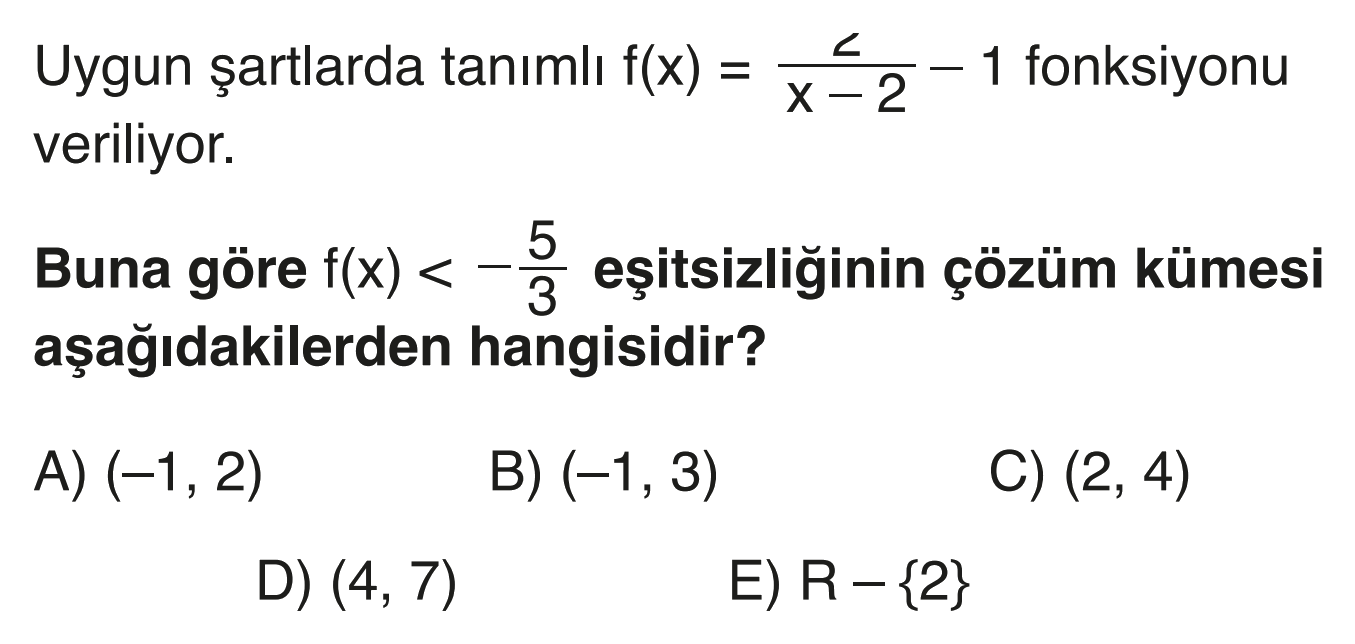 Uygun şartlarda tanımlı f(x) = 2/(x – 2) – 1 fonksiyonu
veriliyor.
Buna göre f(x) < –5/3 eşitsizliğinin çözüm kümesi
aşağıdakilerden hangisidir?
A) (–1, 2) B) (–1, 3) C) (2, 4)
D) (4, 7) E) R – {2}